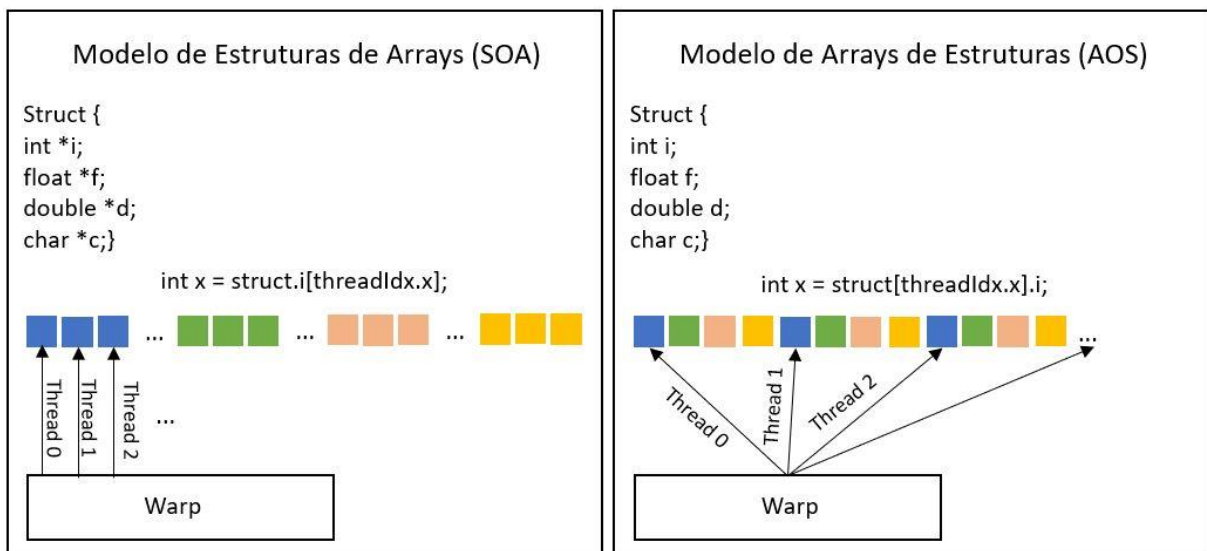 Modelo de Estruturas de Arrays (SOA)
Struct {
int *i;
float *f;
double *d;
char *c;}
int x = struct.i[threadIdx.x];
... ... ...
Thread 0
Thread 1
Thread 2
...
Warp
Modelo de Arrays de Estruturas (AOS)
Struct {
int i;
float f;
double d;
char c;}
int x = struct[threadIdx.x].i;
...
Thread 0
Thread 1
Thread 2
Warp